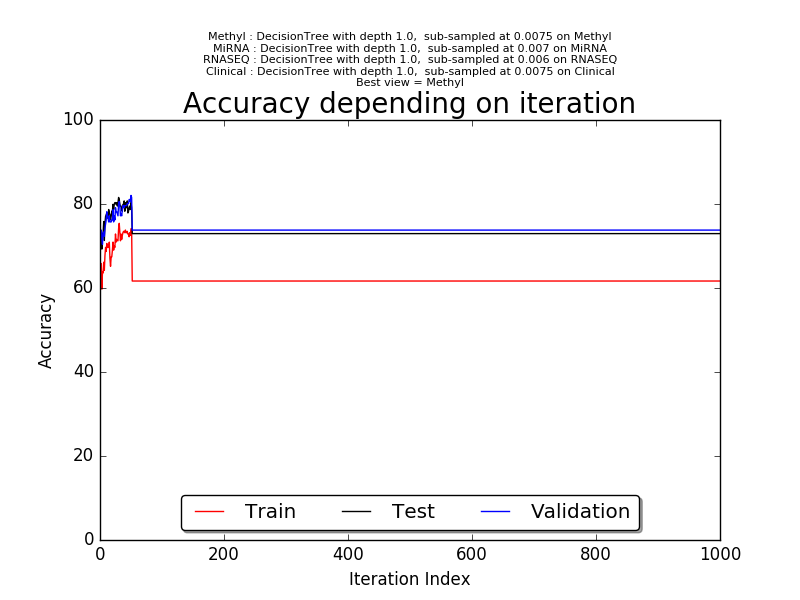 Methyl : DecisionTree with depth 1.0,  sub-sampled at 0.0075 on Methyl
MiRNA : DecisionTree with depth 1.0,  sub-sampled at 0.007 on MiRNA
RNASEQ : DecisionTree with depth 1.0,  sub-sampled at 0.006 on RNASEQ
Clinical : DecisionTree with depth 1.0,  sub-sampled at 0.0075 on Clinical
Best view = Methyl
Accuracy depending on iteration
100
80
60
40
20
0
Accuracy
Train Test Validation
0 200 400 600 800 1000
Iteration Index